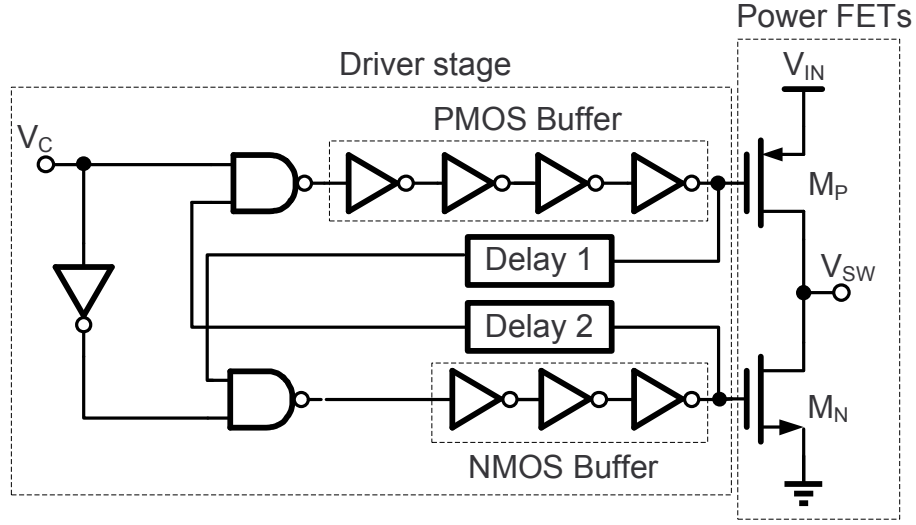 Power FETs
Driver stage
V_IN
PMOS Buffer
V_C
M_P
Delay 1
V_SW
Delay 2
M_N
NMOS Buffer